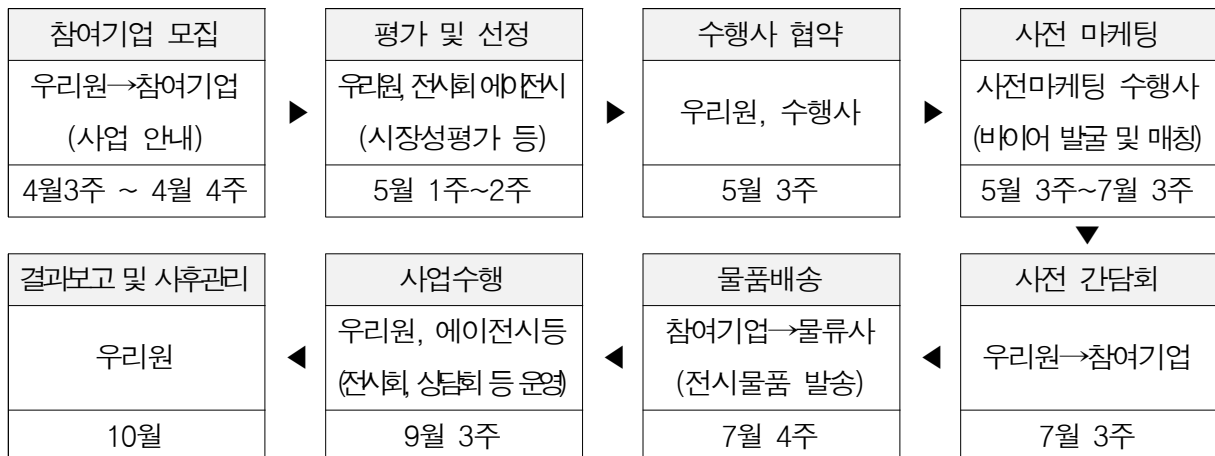 참여기업 모집
우리원→참여기업
(사업 안내)
4월3주 ~ 4월 4주
▶
평가 및 선정
우리원, 전시회 에이전시
(시장성평가 등)
5월 1주~2주
▶
수행사 협약
우리원, 수행사
5월 3주
▶
사전 마케팅
사전마케팅 수행사
(바이어 발굴 및 매칭)
5월 3주~7월 3주
▼
사전 간담회
우리원→참여기업
7월 3주
◀
물품배송
참여기업→물류사
(전시물품 발송)
7월 4주
◀
사업수행
우리원, 에이전시등
(전시회, 상담회 등 운영)
9월 3주
◀
결과보고 및 사후관리
우리원
10월